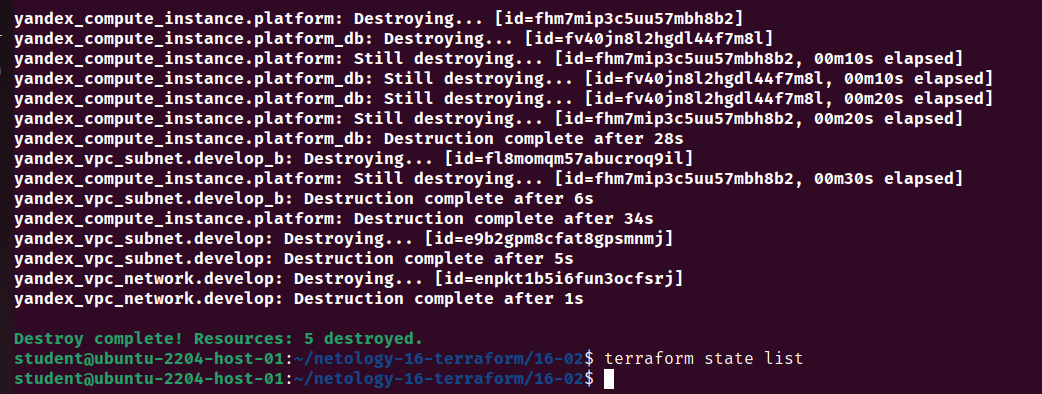 yandex_compute_instance.platform: Destroying... [id=fhm7mip3c5uu57mbh8b2]
yandex_compute_instance.platform_db: Destroying... [id=fv40jn8l2hgdl44f7m8l]
yandex_compute_instance.platform: Still destroying... [id=fhm7mip3c5uu57mbh8b2, 00m10s elapsed]
yandex_compute_instance.platform_db: Still destroying... [id=fv40jn8l2hgdl44f7m8l, 00m10s elapsed]
yandex_compute_instance.platform_db: Still destroying... [id=fv40jn8l2hgdl44f7m8l, 00m20s elapsed]
yandex_compute_instance.platform: Still destroying... [id=fhm7mip3c5uu57mbh8b2, 00m20s elapsed]
yandex_compute_instance.platform_db: Destruction complete after 28s
yandex_vpc_subnet.develop_b: Destroying... [id=fl8momqm57abucroq9il]
yandex_compute_instance.platform: Still destroying... [id=fhm7mip3c5uu57mbh8b2, 00m30s elapsed]
yandex_vpc_subnet.develop_b: Destruction complete after 6s
yandex_compute_instance.platform: Destruction complete after 34s
yandex_vpc_subnet.develop: Destroying... [id=e9b2gpm8cfat8gpsmnmj]
yandex_vpc_subnet.develop: Destruction complete after 5s
yandex_vpc_network.develop: Destroying... [id=enpkt1b5i6fun3ocfsrj]
yandex_vpc_network.develop: Destruction complete after 1s
Destroy complete! Resources: 5 destroyed.
student@ubuntu-2204-host-01:~/netology-16-terraform/16-02$ terraform state list
student@ubuntu-2204-host-01:~/netology-16-terraform/16-02$